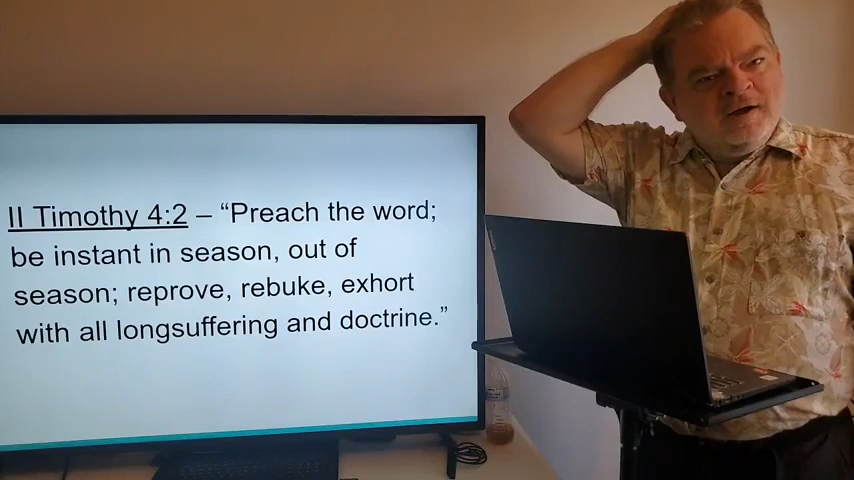 II Timothy 4:2 – “Preach the word;
be instant in season, out of
season; reprove, rebuke, exhort
with all longsuffering and doctrine.”